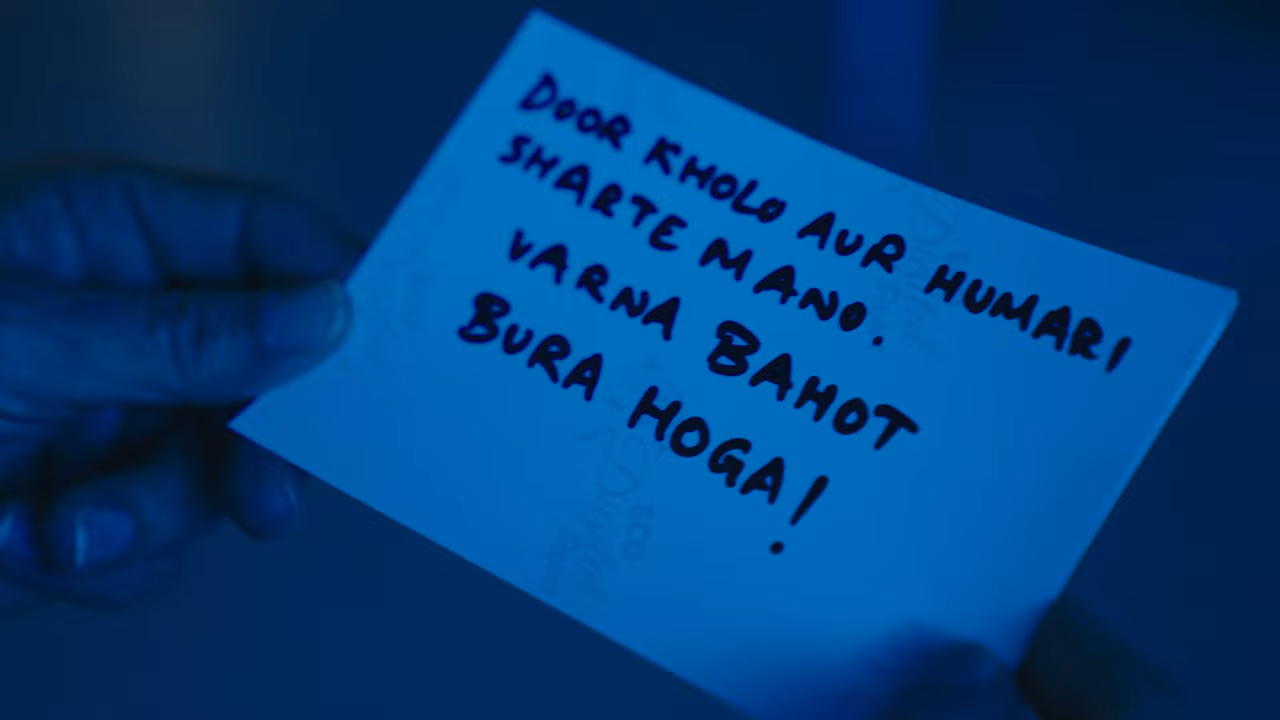 DOOR KHOLO AUR HUMARI
SHARTE MANO.
VARNA BAHOT
BURA HOGA!